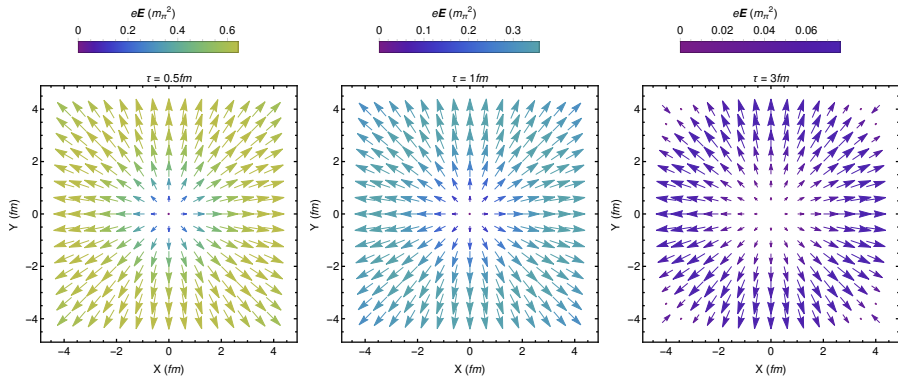 eE (mπ²)
0 0.2 0.4 0.6
τ = 0.5fm
4
2
0
−2
−4
Y (fm)
−4 −2 0 2 4
X (fm)
eE (mπ²)
0 0.1 0.2 0.3
τ = 1fm
4
2
0
−2
−4
Y (fm)
−4 −2 0 2 4
X (fm)
eE (mπ²)
0 0.02 0.04 0.06
τ = 3fm
4
2
0
−2
−4
Y (fm)
−4 −2 0 2 4
X (fm)